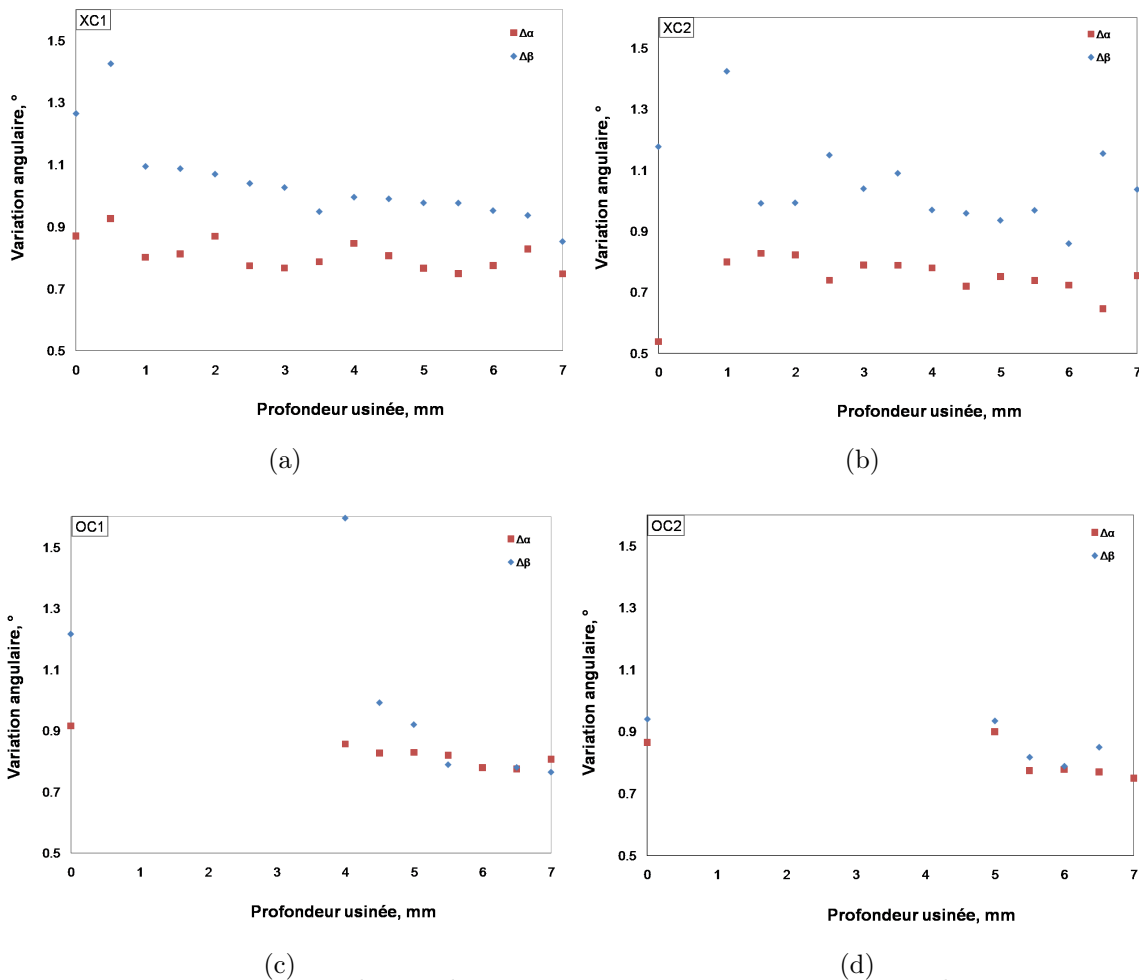 XC1
Δα
Δβ
Variation angulaire, °
1.5
1.3
1.1
0.9
0.7
0.5
0 1 2 3 4 5 6 7
Profondeur usinée, mm
(a)
XC2
Δα
Δβ
Variation angulaire, °
1.5
1.3
1.1
0.9
0.7
0.5
0 1 2 3 4 5 6 7
Profondeur usinée, mm
(b)
OC1
Δα
Δβ
Variation angulaire, °
1.5
1.3
1.1
0.9
0.7
0.5
0 1 2 3 4 5 6 7
Profondeur usinée, mm
(c)
OC2
Δα
Δβ
Variation angulaire, °
1.5
1.3
1.1
0.9
0.7
0.5
0 1 2 3 4 5 6 7
Profondeur usinée, mm
(d)